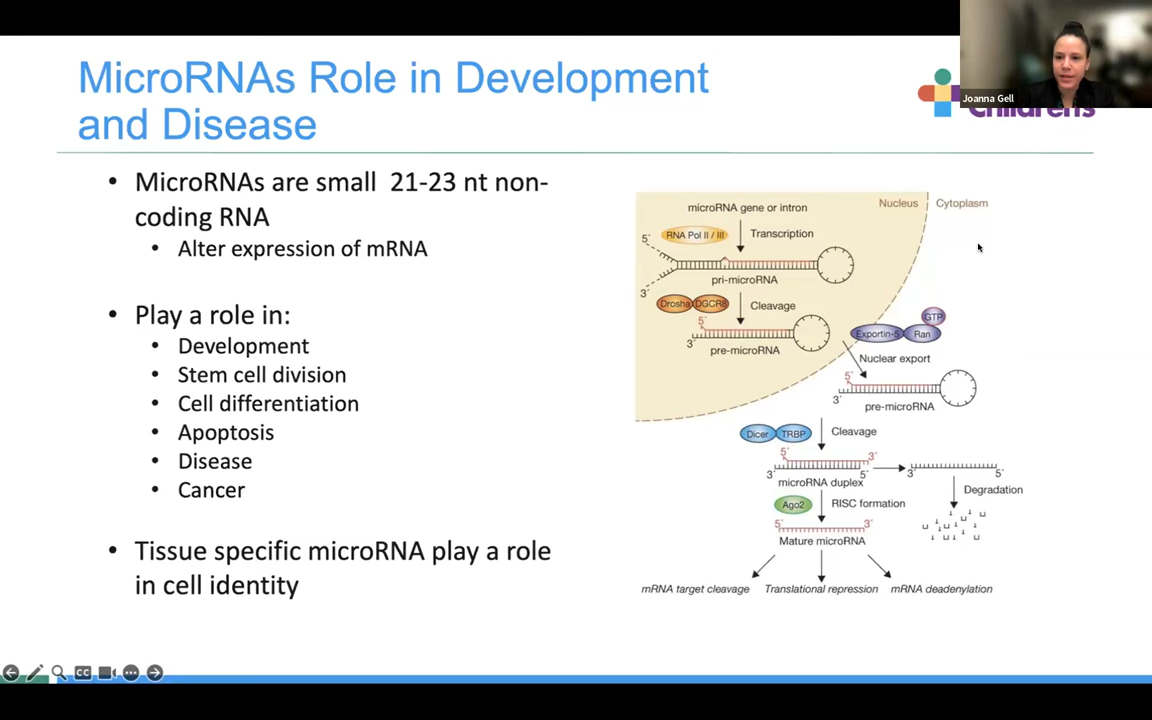 MicroRNAs Role in Development
and Disease
Joanna Gell
• MicroRNAs are small 21-23 nt non-
coding RNA
• Alter expression of mRNA
• Play a role in:
• Development
• Stem cell division
• Cell differentiation
• Apoptosis
• Disease
• Cancer
• Tissue specific microRNA play a role
in cell identity
microRNA gene or intron
Nucleus
Cytoplasm
RNA Pol II / III
Transcription
5´
3´
pri-microRNA
Drosha DGCR8
Cleavage
5´
3´
pre-microRNA
GTP
Exportin-5 Ran
Nuclear export
5´
3´
pre-microRNA
Dicer TRBP
Cleavage
5´ 3´
3´ 5´
microRNA duplex
3´ 5´
Degradation
Ago2
RISC formation
5´ 3´
Mature microRNA
mRNA target cleavage
Translational repression
mRNA deadenylation
CC